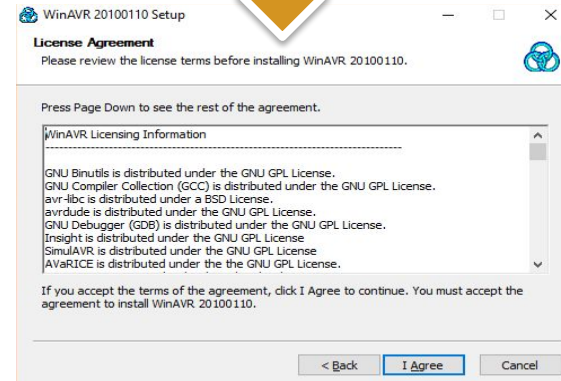 WinAVR 20100110 Setup
License Agreement
Please review the license terms before installing WinAVR 20100110.
Press Page Down to see the rest of the agreement.
WinAVR Licensing Information
--------------------------------------------------------------------------------
GNU Binutils is distributed under the GNU GPL License.
GNU Compiler Collection (GCC) is distributed under the GNU GPL License.
avr-libc is distributed under a BSD License.
avrdude is distributed under the GNU GPL License.
GNU Debugger (GDB) is distributed under the GNU GPL License.
Insight is distributed under the GNU GPL License
SimulAVR is distributed under the GNU GPL License.
AVaRICE is distributed under the the GNU GPL License.
If you accept the terms of the agreement, click I Agree to continue. You must accept the
agreement to install WinAVR 20100110.
< Back I Agree Cancel